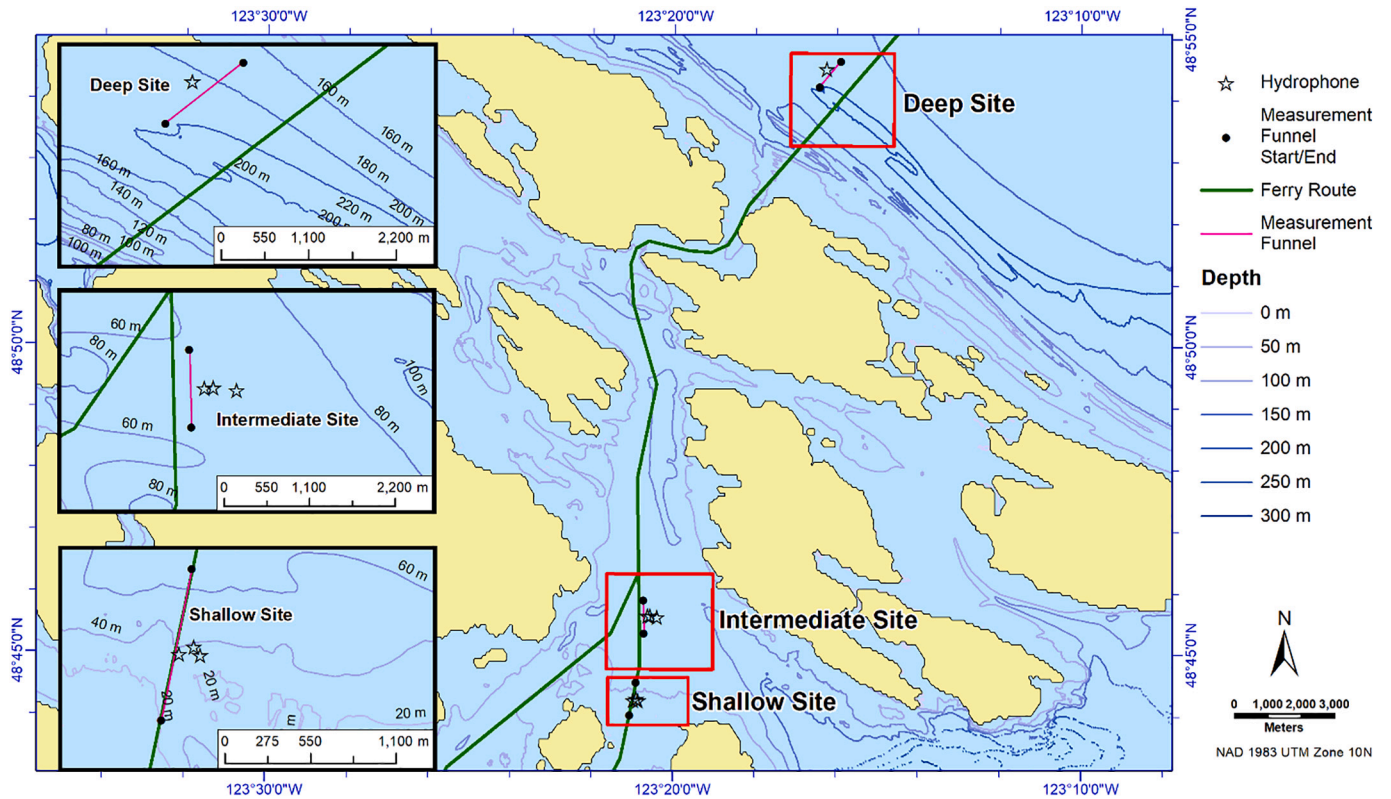 123°30'0"W
123°20'0"W
123°10'0"W
48°55'0"N
48°55'0"N
48°50'0"N
48°50'0"N
48°45'0"N
48°45'0"N
123°30'0"W
123°20'0"W
123°10'0"W
Deep Site
160 m
160 m
180 m
200 m
200 m
220 m
200
160 m
140 m
120 m
80 m
100 m
100 m
0 550 1,100 2,200 m
60 m
80 m
100 m
60 m
80 m
80 m
Intermediate Site
0 550 1,100 2,200 m
60 m
Shallow Site
40 m
20 m
20 m
m
20 m
0 275 550 1,100 m
Deep Site
Intermediate Site
Shallow Site
Hydrophone
Measurement
Funnel
Start/End
Ferry Route
Measurement
Funnel
Depth
0 m
50 m
100 m
150 m
200 m
250 m
300 m
N
0 1,000 2,000 3,000
Meters
NAD 1983 UTM Zone 10N